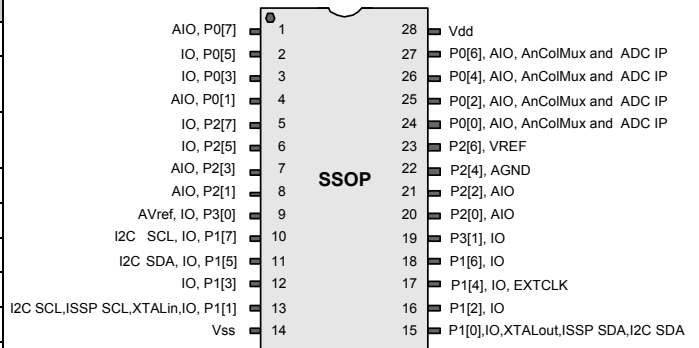 AIO, P0[7] 1 28 Vdd
IO, P0[5] 2 27 P0[6], AIO, AnColMux and ADC IP
IO, P0[3] 3 26 P0[4], AIO, AnColMux and ADC IP
AIO, P0[1] 4 25 P0[2], AIO, AnColMux and ADC IP
IO, P2[7] 5 24 P0[0], AIO, AnColMux and ADC IP
IO, P2[5] 6 23 P2[6], VREF
AIO, P2[3] 7 SSOP 22 P2[4], AGND
AIO, P2[1] 8 21 P2[2], AIO
AVref, IO, P3[0] 9 20 P2[0], AIO
I2C SCL, IO, P1[7] 10 19 P3[1], IO
I2C SDA, IO, P1[5] 11 18 P1[6], IO
IO, P1[3] 12 17 P1[4], IO, EXTCLK
I2C SCL,ISSP SCL,XTALin,IO, P1[1] 13 16 P1[2], IO
Vss 14 15 P1[0],IO,XTALout,ISSP SDA,I2C SDA